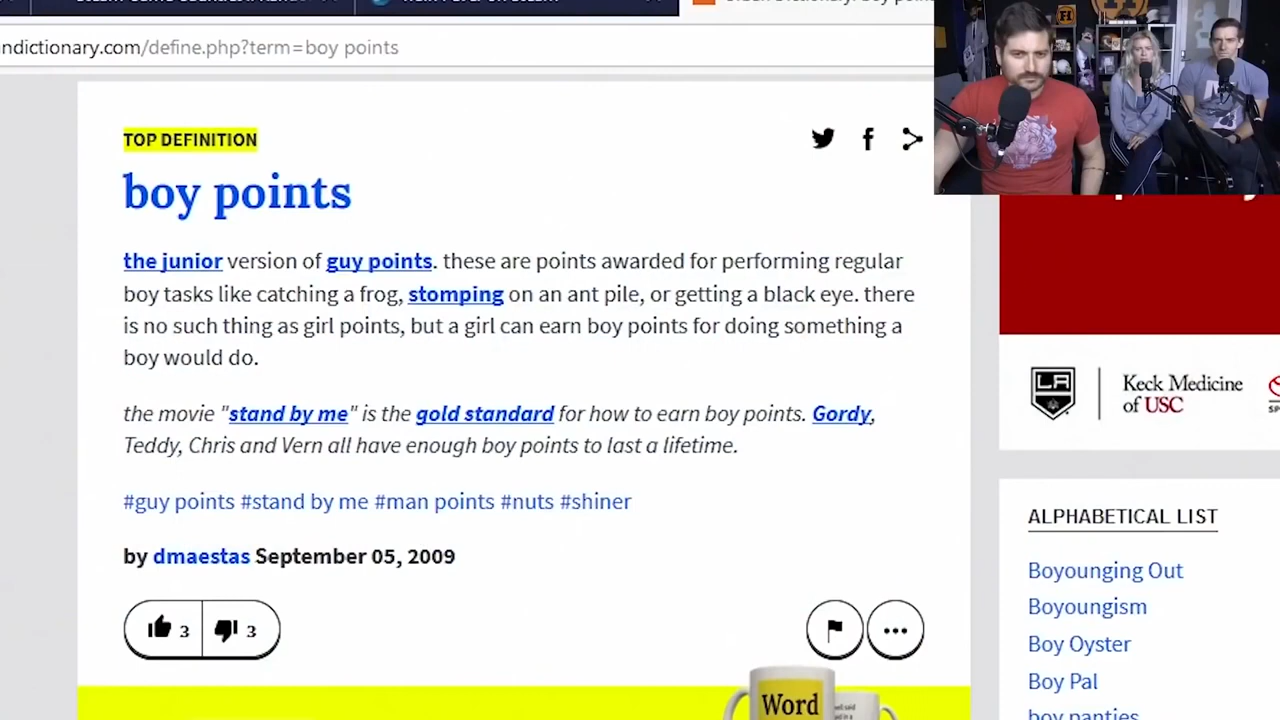 ndictionary.com/define.php?term=boy points
TOP DEFINITION
boy points
the junior version of guy points. these are points awarded for performing regular
boy tasks like catching a frog, stomping on an ant pile, or getting a black eye. there
is no such thing as girl points, but a girl can earn boy points for doing something a
boy would do.
the movie "stand by me" is the gold standard for how to earn boy points. Gordy,
Teddy, Chris and Vern all have enough boy points to last a lifetime.
#guy points #stand by me #man points #nuts #shiner
by dmaestas September 05, 2009
3 3
Word
LA
Keck Medicine
of USC
ALPHABETICAL LIST
Boyounging Out
Boyoungism
Boy Oyster
Boy Pal
boy panties